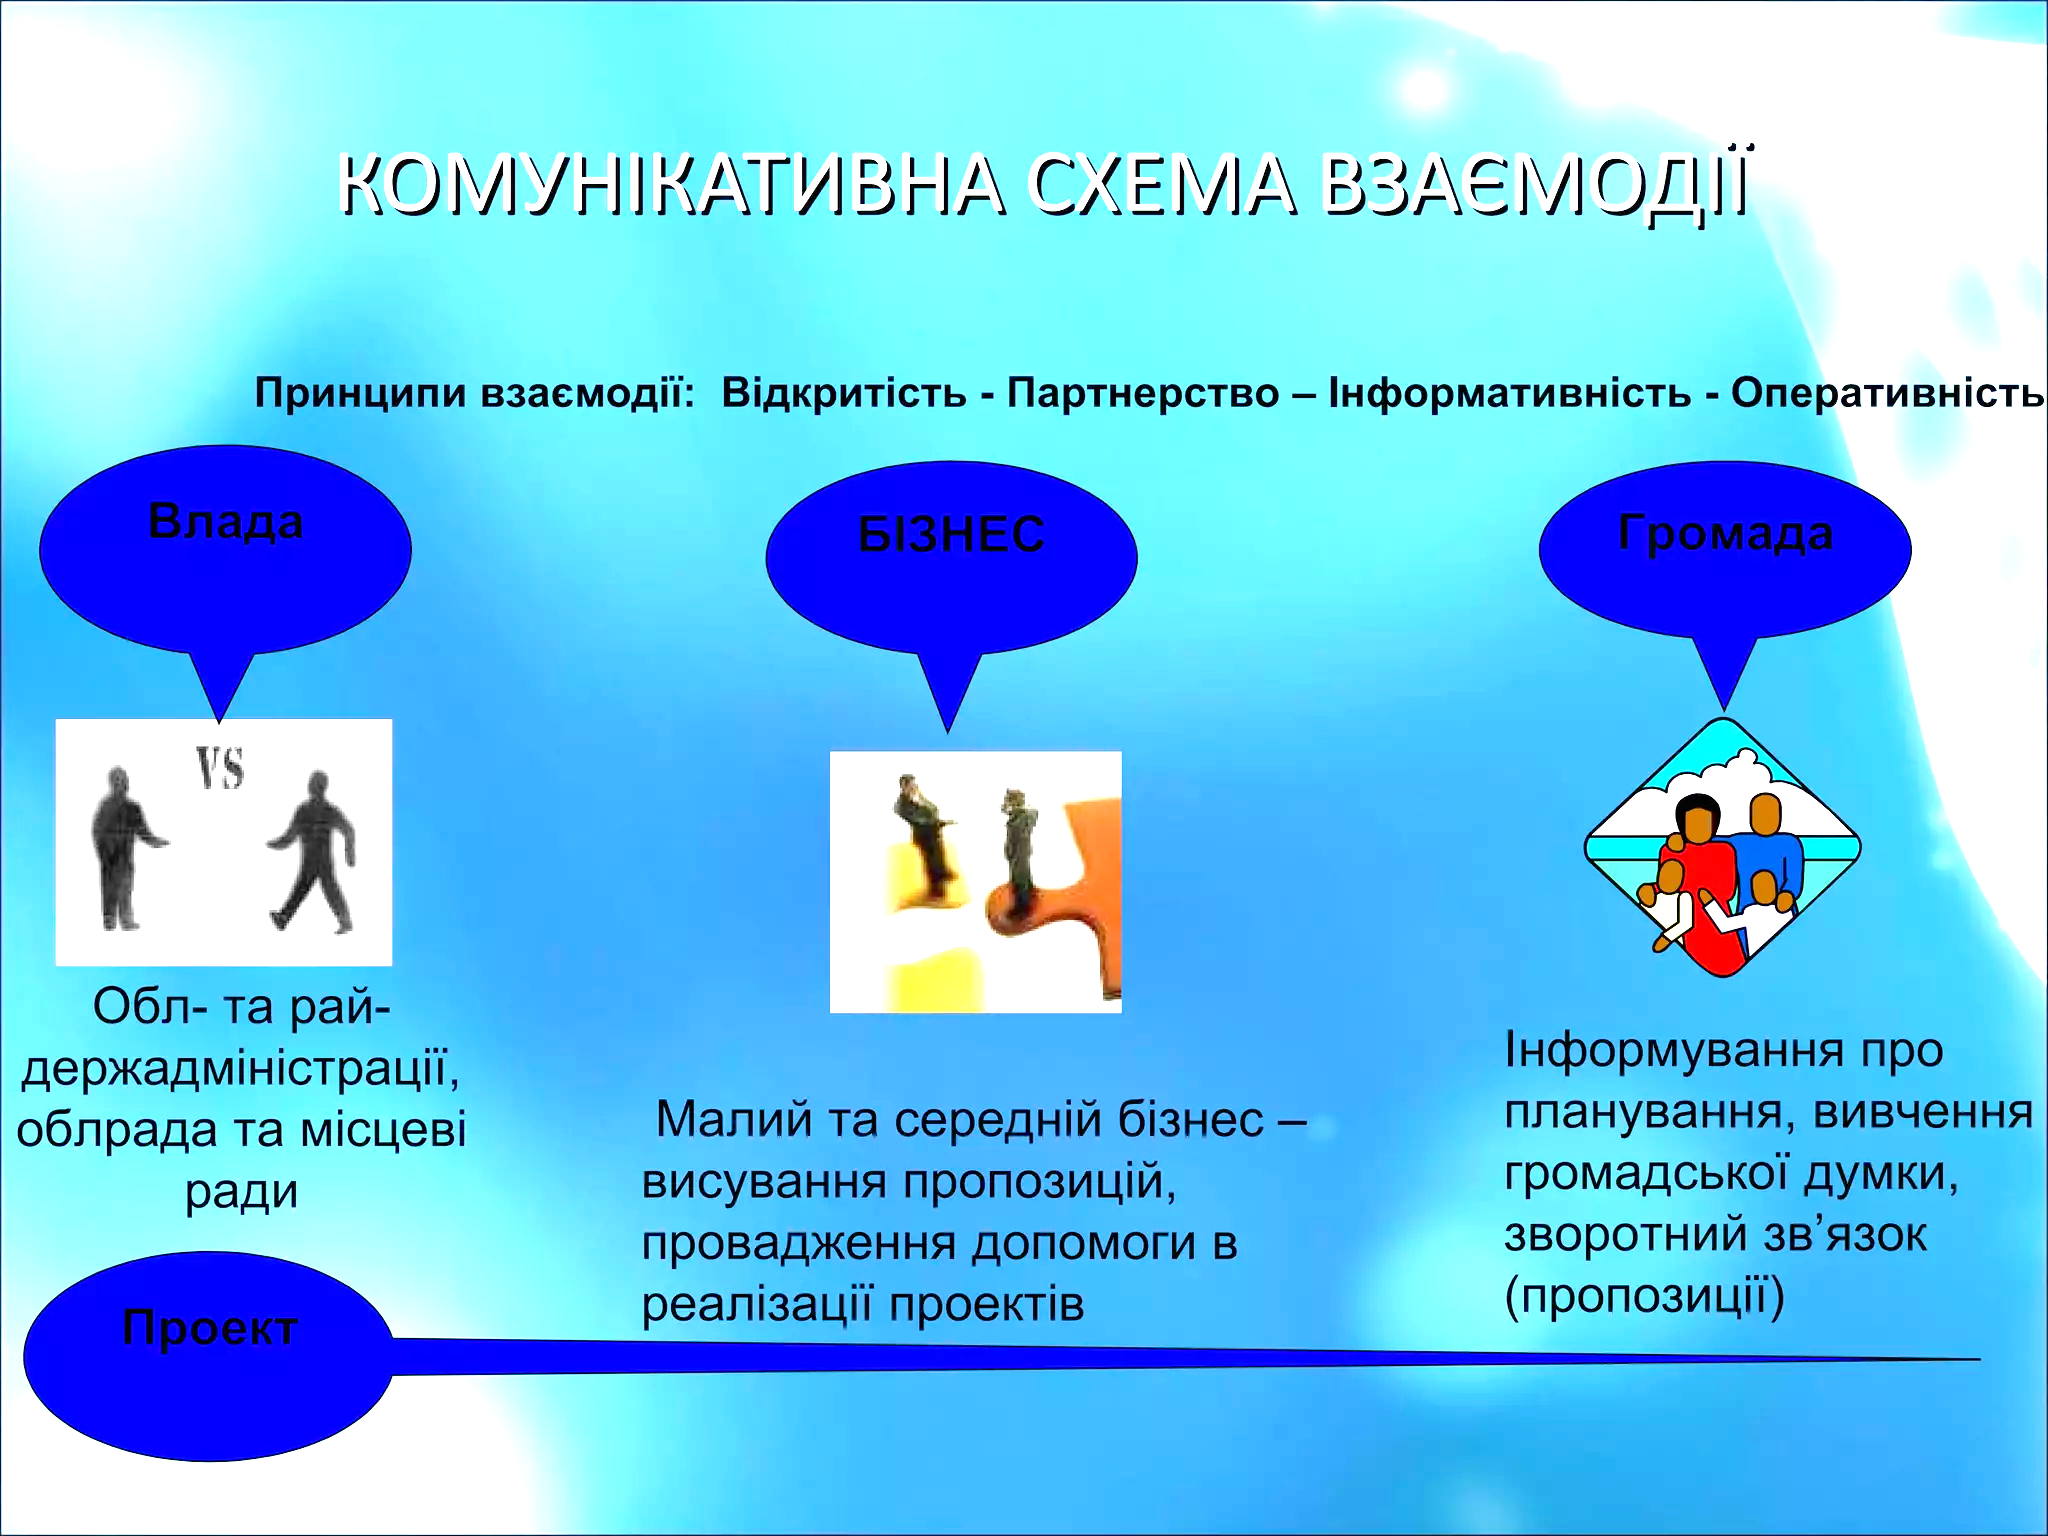 КОМУНІКАТИВНА СХЕМА ВЗАЄМОДІЇ
Принципи взаємодії:  Відкритість - Партнерство – Інформативність - Оперативність
Влада
БІЗНЕС
Громада
VS
Обл- та рай-
держадміністрації,
облрада та місцеві
ради
Малий та середній бізнес –
висування пропозицій,
провадження допомоги в
реалізації проектів
Інформування про
планування, вивчення
громадської думки,
зворотний зв’язок
(пропозиції)
Проект